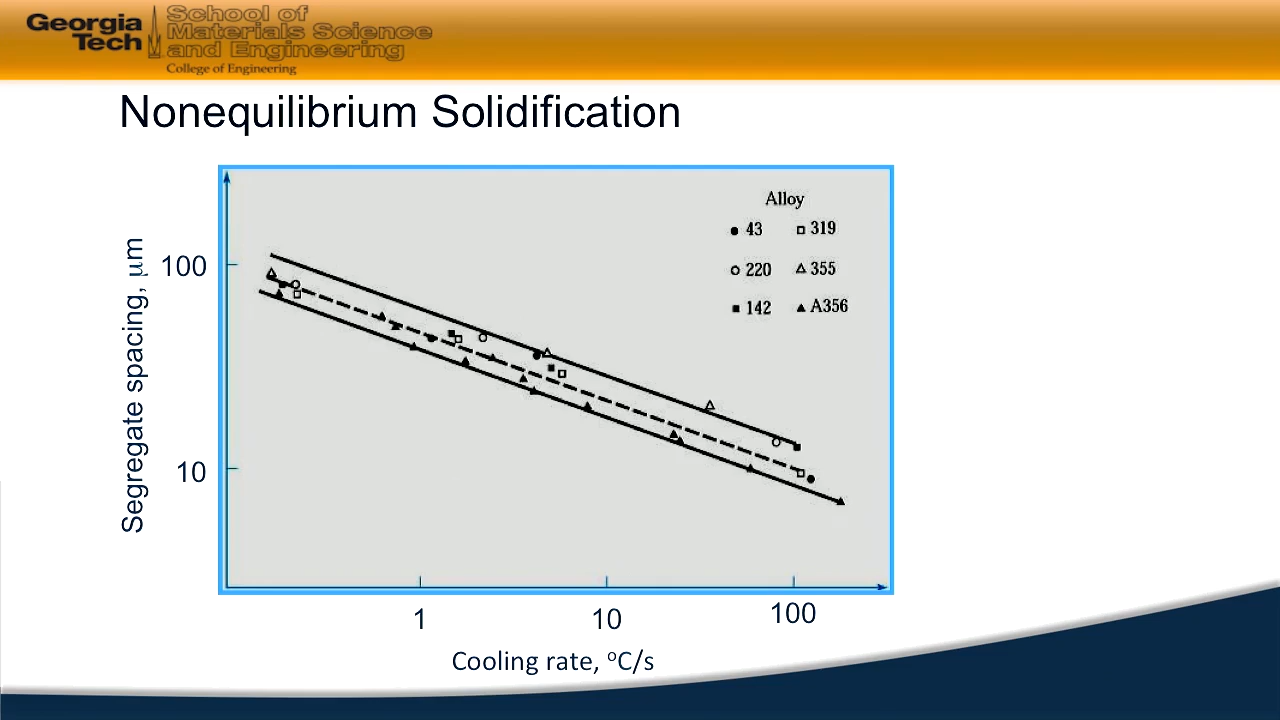 Georgia
Tech
School of
Materials Science
and Engineering
College of Engineering
Nonequilibrium Solidification
Segregate spacing, μm
100
10
Alloy
43
319
220
355
142
A356
1
10
100
Cooling rate, °C/s